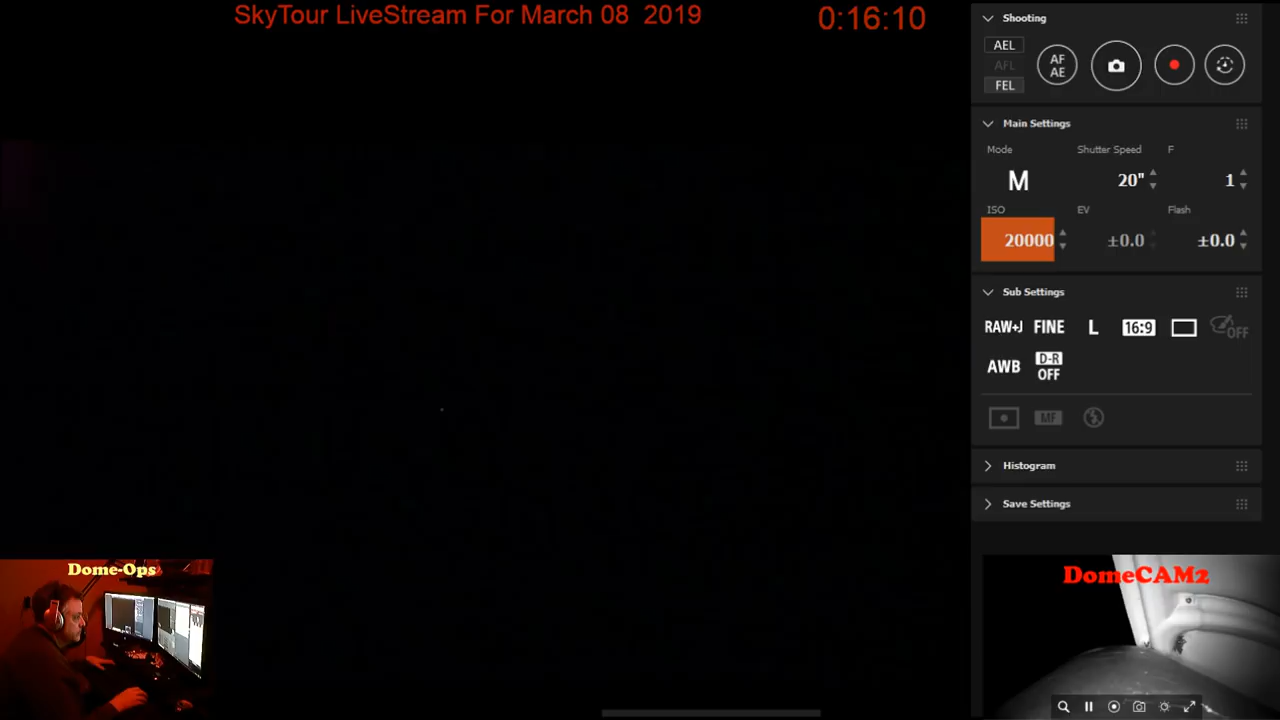 SkyTour LiveStream For March 08  2019
0:16:10
Shooting
AEL
AFL
FEL
AF
AE
Main Settings
Mode
Shutter Speed
F
M
20"
1
ISO
EV
Flash
20000
±0.0
±0.0
Sub Settings
RAW+J
FINE
L
16:9
OFF
AWB
D-R
OFF
MF
Histogram
Save Settings
Dome-Ops
DomeCAM2